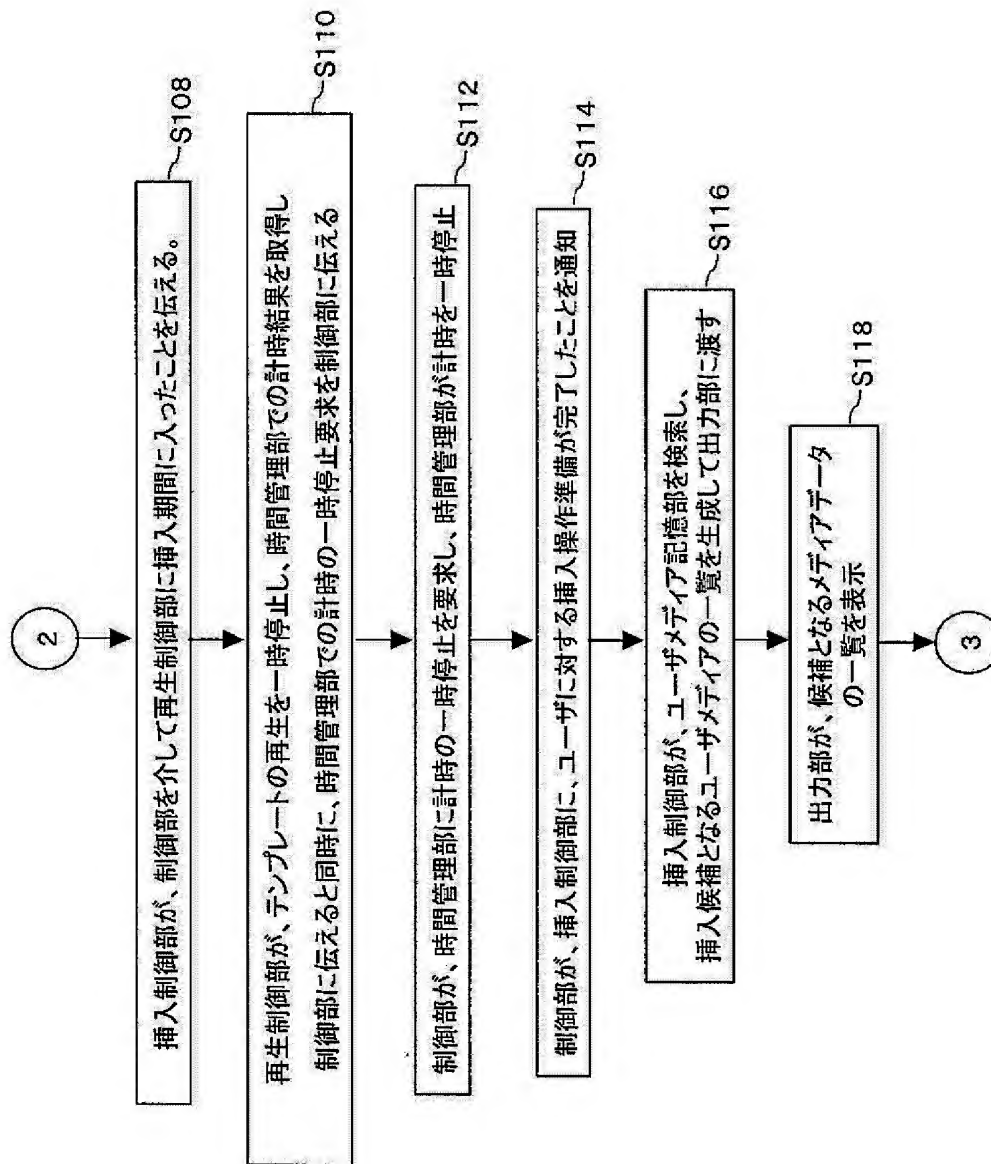 2
挿入制御部が、制御部を介して再生制御部に挿入期間に入ったことを伝える。
S108
再生制御部が、テンプレートの再生を一時停止し、時間管理部での計時結果を取得し
制御部に伝えると同時に、時間管理部での計時の一時停止要求を制御部に伝える
S110
制御部が、時間管理部に計時の一時停止を要求し、時間管理部が計時を一時停止
S112
制御部が、挿入制御部に、ユーザに対する挿入操作準備が完了したことを通知
S114
挿入制御部が、ユーザメディア記憶部を検索し、
挿入候補となるユーザメディアの一覧を生成して出力部に渡す
S116
出力部が、候補となるメディアデータ
の一覧を表示
S118
3